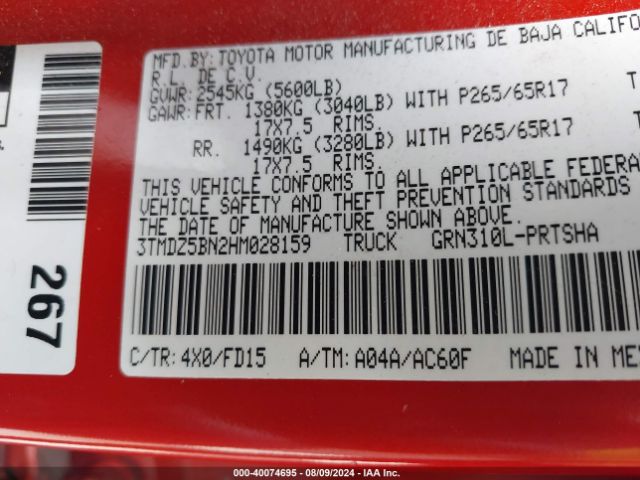 MFD.BY:TOYOTA MOTOR MANUFACTURING DE BAJA CALIFO
R.L. DE C.V.
GVWR:2545KG (5600LB)
GAWR:FRT. 1380KG (3040LB) WITH P265/65R17 T
17X7.5 RIMS.
RR. 1490KG (3280LB) WITH P265/65R17
17X7.5 RIMS.
THIS VEHICLE CONFORMS TO ALL APPLICABLE FEDERA
VEHICLE SAFETY AND THEFT PREVENTION STANDARDS
THE DATE OF MANUFACTURE SHOWN ABOVE.
3TMDZ5BN2HM028159 TRUCK GRN310L-PRTSHA
C/TR:4X0/FD15 A/TM:A04A/AC60F MADE IN ME
267
000-40074695 - 08/09/2024 - IAA Inc.